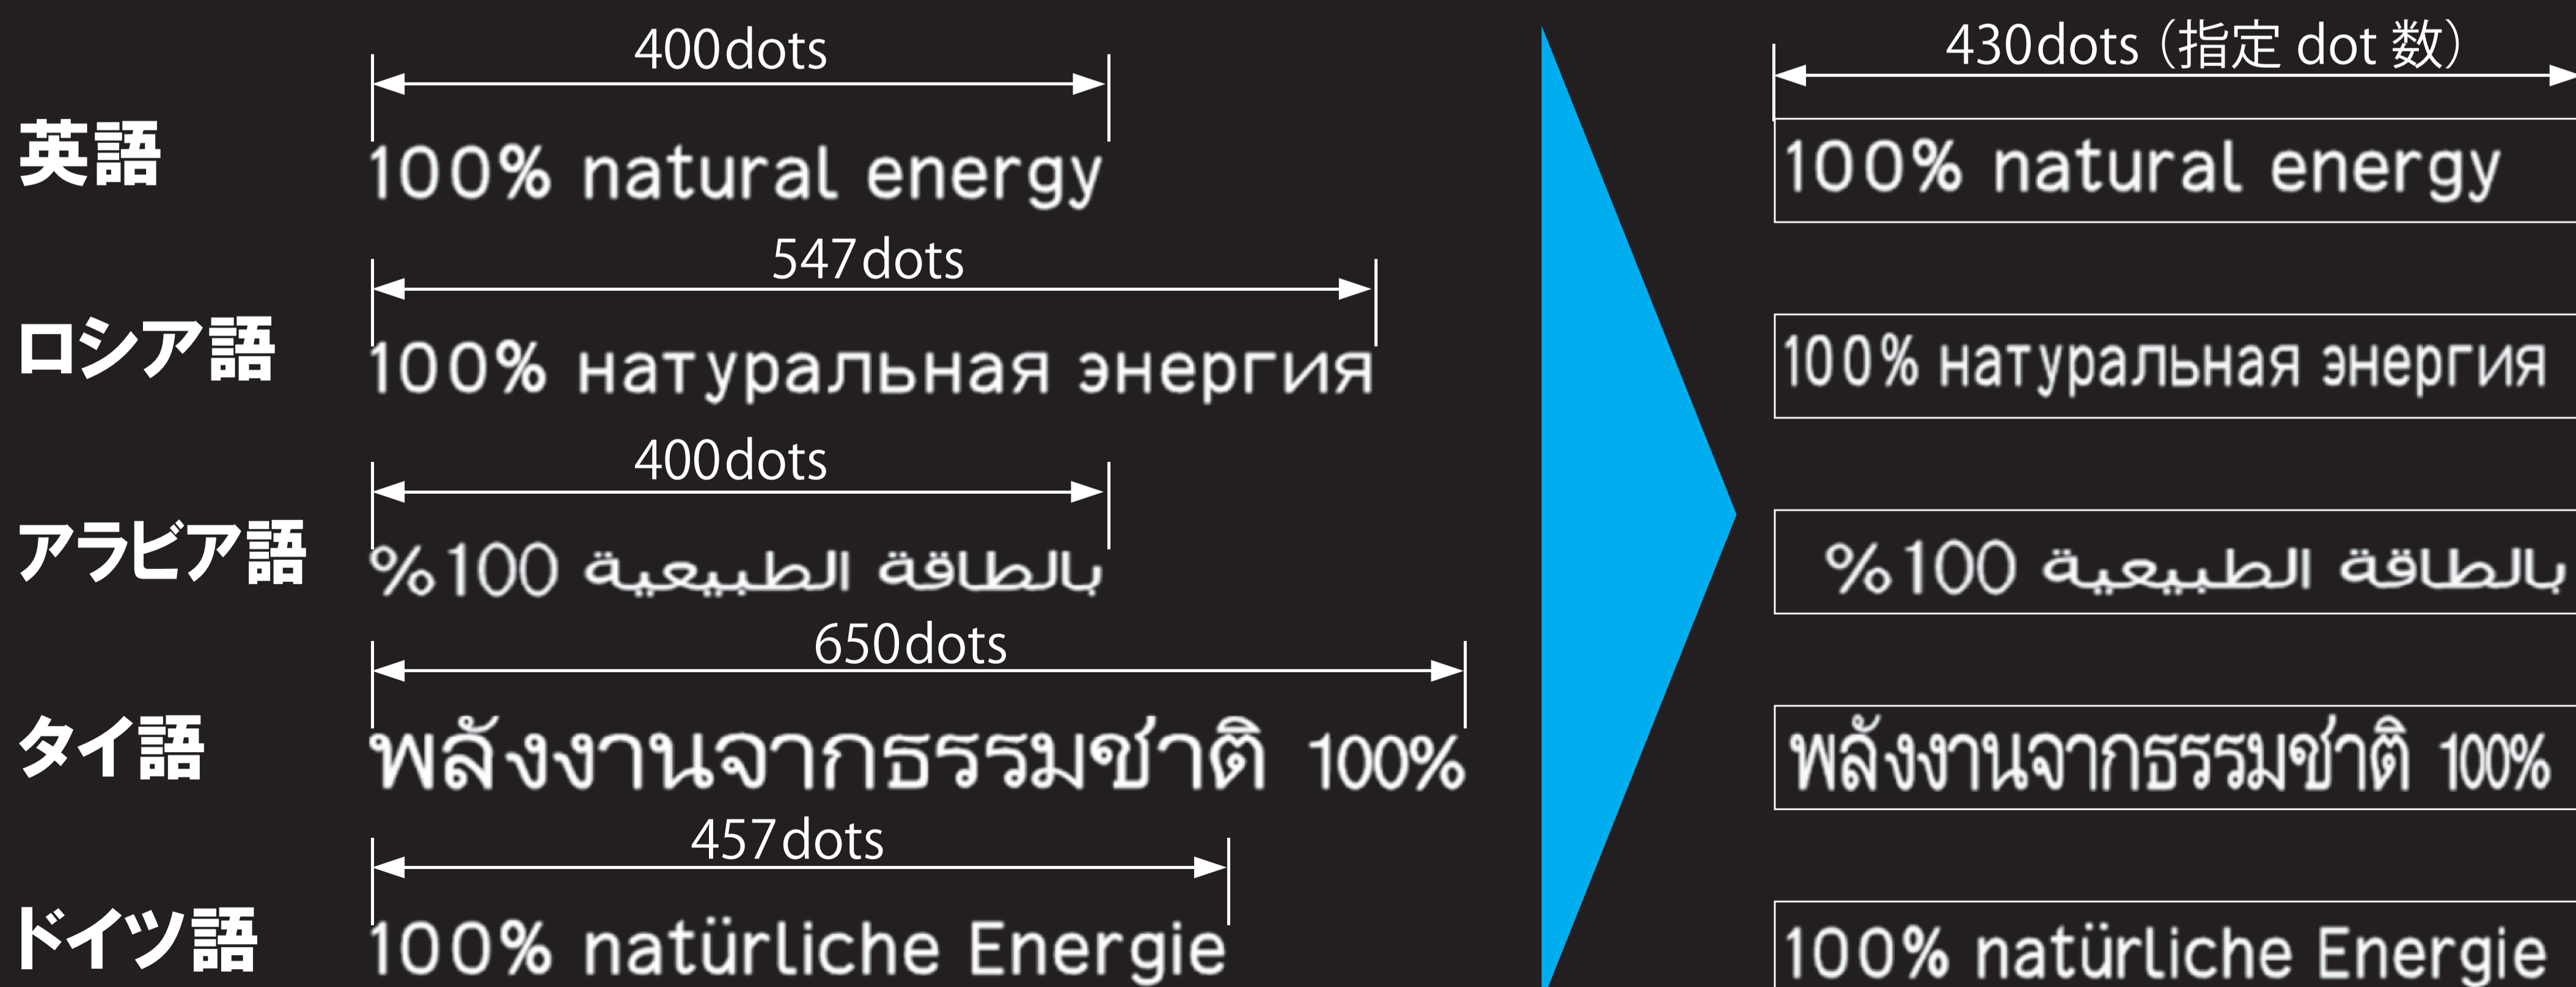 400dots
英語
100% natural energy
547dots
ロシア語
100% натуральная энергия
400dots
アラビア語
بالطاقة الطبيعية 100%
650dots
タイ語
พลังงานจากธรรมชาติ 100%
457dots
ドイツ語
100% natürliche Energie
430dots（指定 dot 数）
100% natural energy
100% натуральная энергия
بالطاقة الطبيعية 100%
พลังงานจากธรรมชาติ 100%
100% natürliche Energie